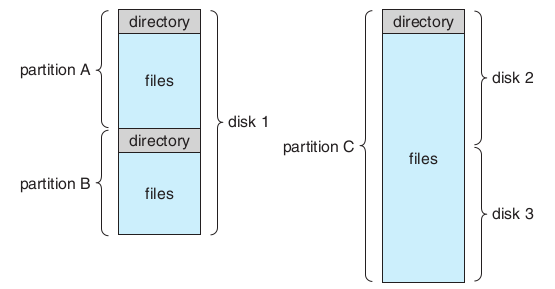 directory
partition A
files
disk 1
directory
partition B
files
directory
disk 2
partition C
files
disk 3